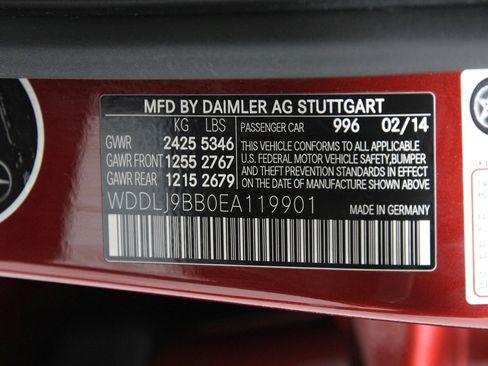 MFD BY DAIMLER AG STUTTGART
KG LBS PASSENGER CAR 996 02/14
GVWR 2425 5346
GAWR FRONT 1255 2767
GAWR REAR 1215 2679
THIS VEHICLE CONFORMS TO ALL APPLICABLE
U.S. FEDERAL MOTOR VEHICLE SAFETY,BUMPER
AND THEFT PREVENTION STANDARDS IN EFFECT
ON THE DATE OF MANUFACTURE SHOWN ABOVE.
WDDLJ9BB0EA119901 MADE IN GERMANY